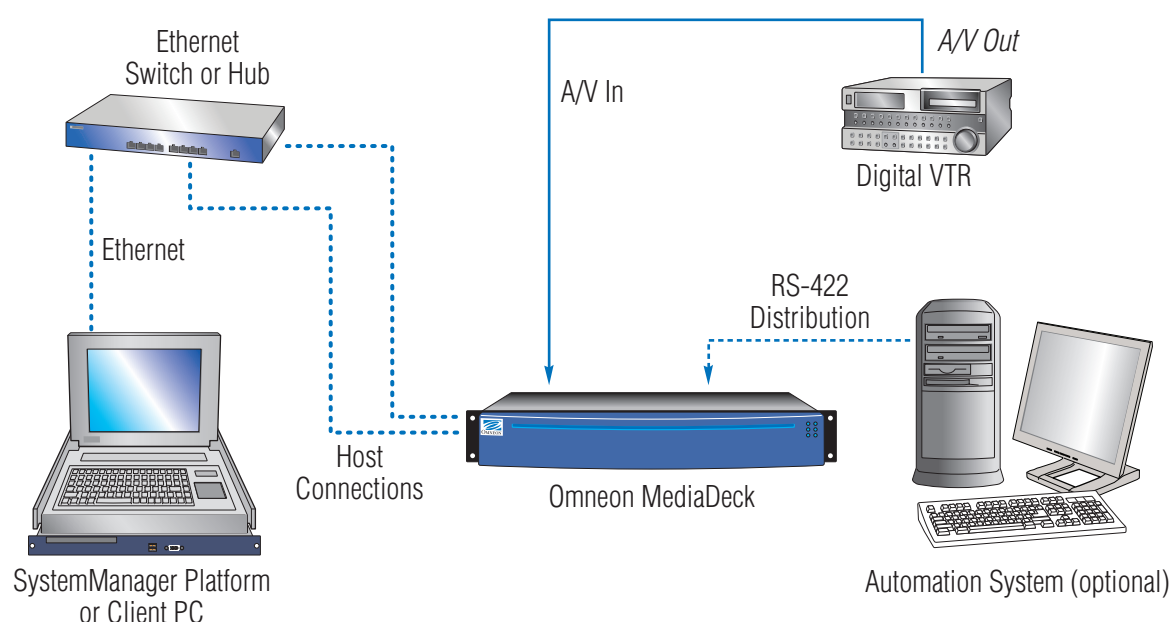 Ethernet
Switch or Hub
A/V In
A/V Out
Digital VTR
Ethernet
RS-422
Distribution
OMNEON
Host
Connections
Omneon MediaDeck
SystemManager Platform
or Client PC
Automation System (optional)